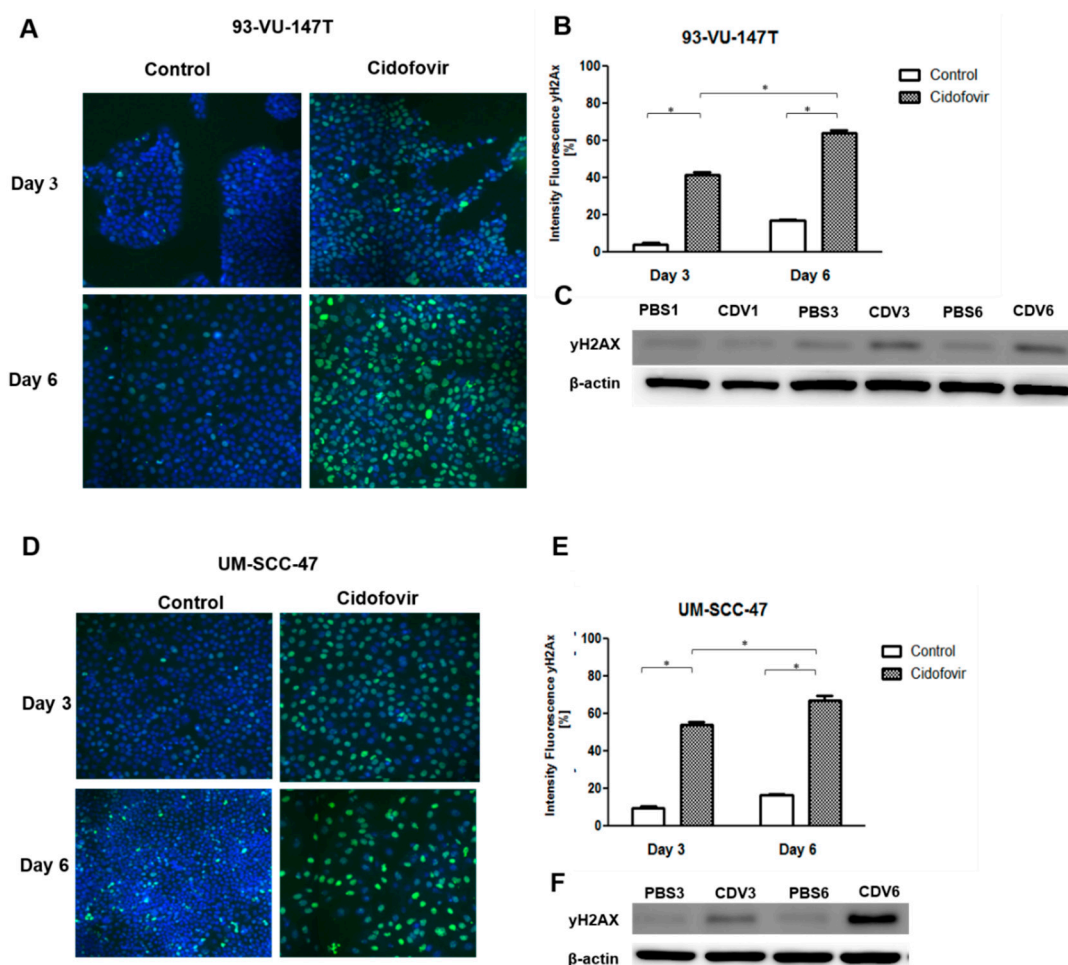 A
93-VU-147T
Control
Cidofovir
Day 3
Day 6
B
93-VU-147T
Intensity Fluorescence yH2Ax
[%]
100
80
60
40
20
0
*
*
*
Day 3
Day 6
Control
Cidofovir
C
PBS1 CDV1 PBS3 CDV3 PBS6 CDV6
yH2AX
β-actin
D
UM-SCC-47
Control
Cidofovir
Day 3
Day 6
E
UM-SCC-47
Intensity Fluorescence yH2Ax
[%]
100
80
60
40
20
0
*
*
*
Day 3
Day 6
Control
Cidofovir
F
PBS3 CDV3 PBS6 CDV6
yH2AX
β-actin